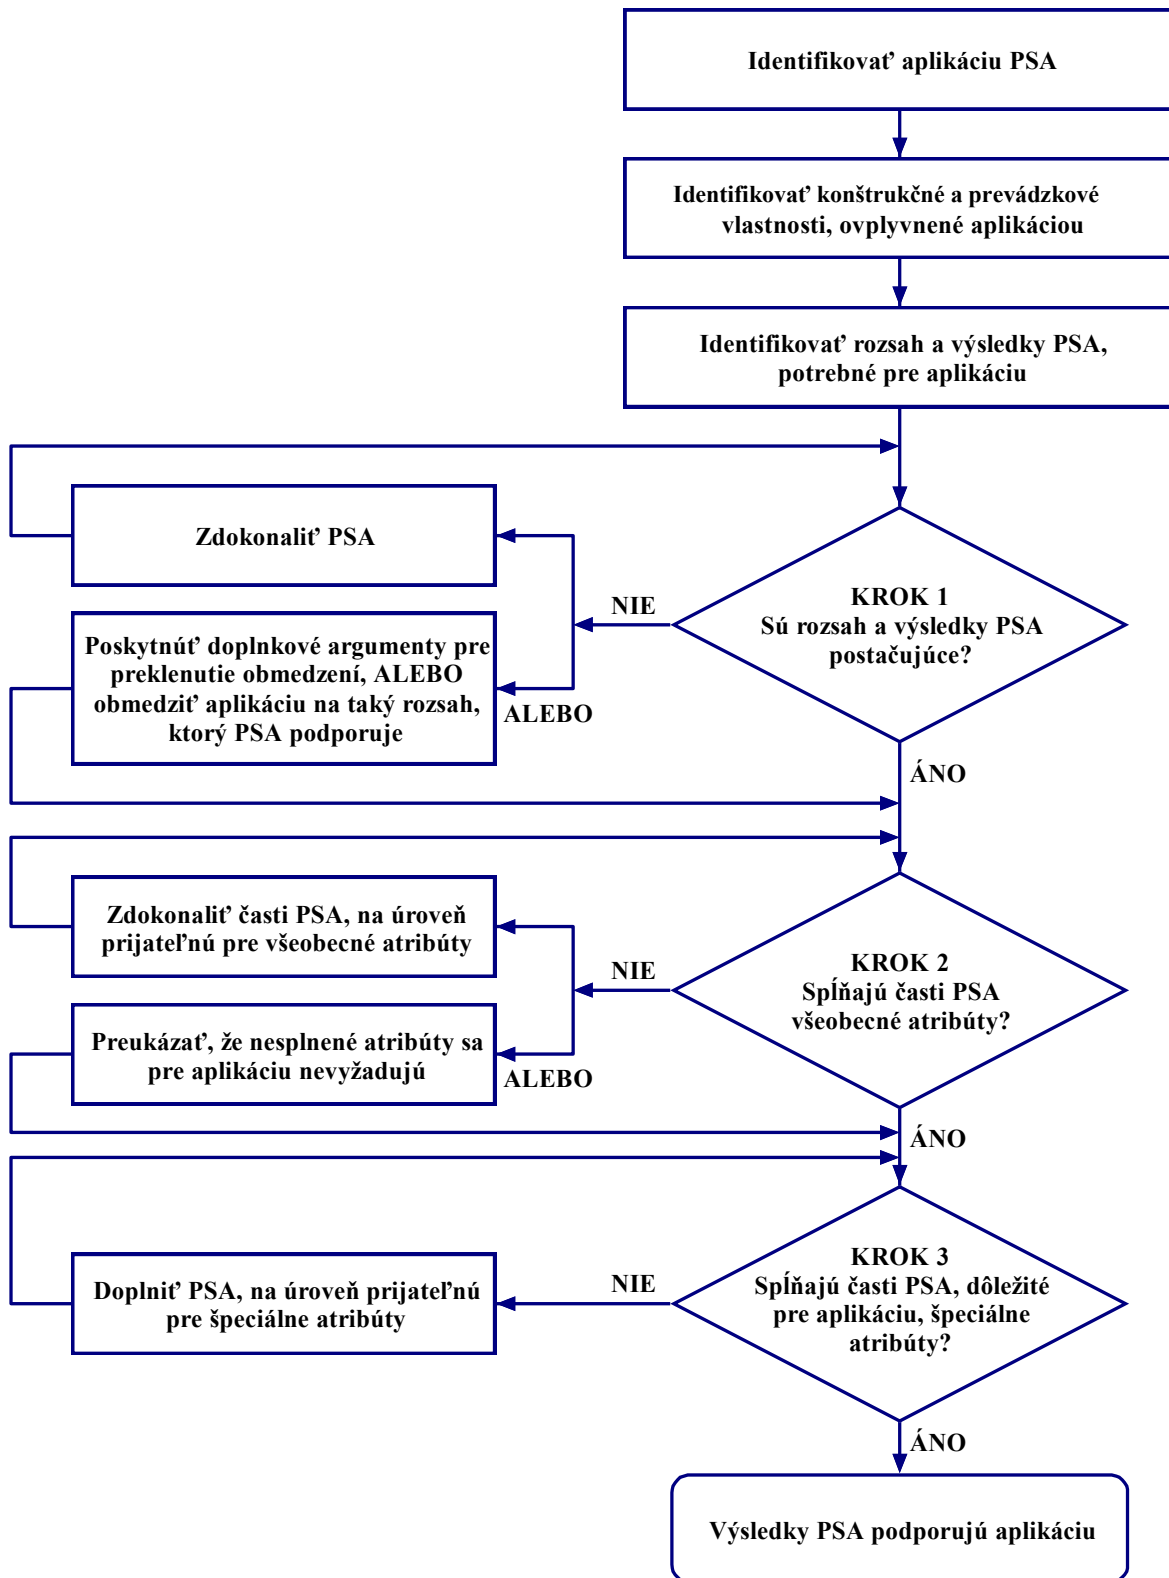 Identifikovať aplikáciu PSA
Identifikovať konštrukčné a prevádzkové
vlastnosti, ovplyvnené aplikáciou
Identifikovať rozsah a výsledky PSA,
potrebné pre aplikáciu
Zdokonaliť PSA
NIE
KROK 1
Sú rozsah a výsledky PSA
postačujúce?
Poskytnúť doplnkové argumenty pre
preklenutie obmedzení, ALEBO
obmedziť aplikáciu na taký rozsah,
ktorý PSA podporuje
ALEBO
ÁNO
Zdokonaliť časti PSA, na úroveň
prijateľnú pre všeobecné atribúty
NIE
KROK 2
Spĺňajú časti PSA
všeobecné atribúty?
Preukázať, že nesplnené atribúty sa
pre aplikáciu nevyžadujú
ALEBO
ÁNO
Doplniť PSA, na úroveň prijateľnú
pre špeciálne atribúty
NIE
KROK 3
Spĺňajú časti PSA, dôležité
pre aplikáciu, špeciálne
atribúty?
ÁNO
Výsledky PSA podporujú aplikáciu